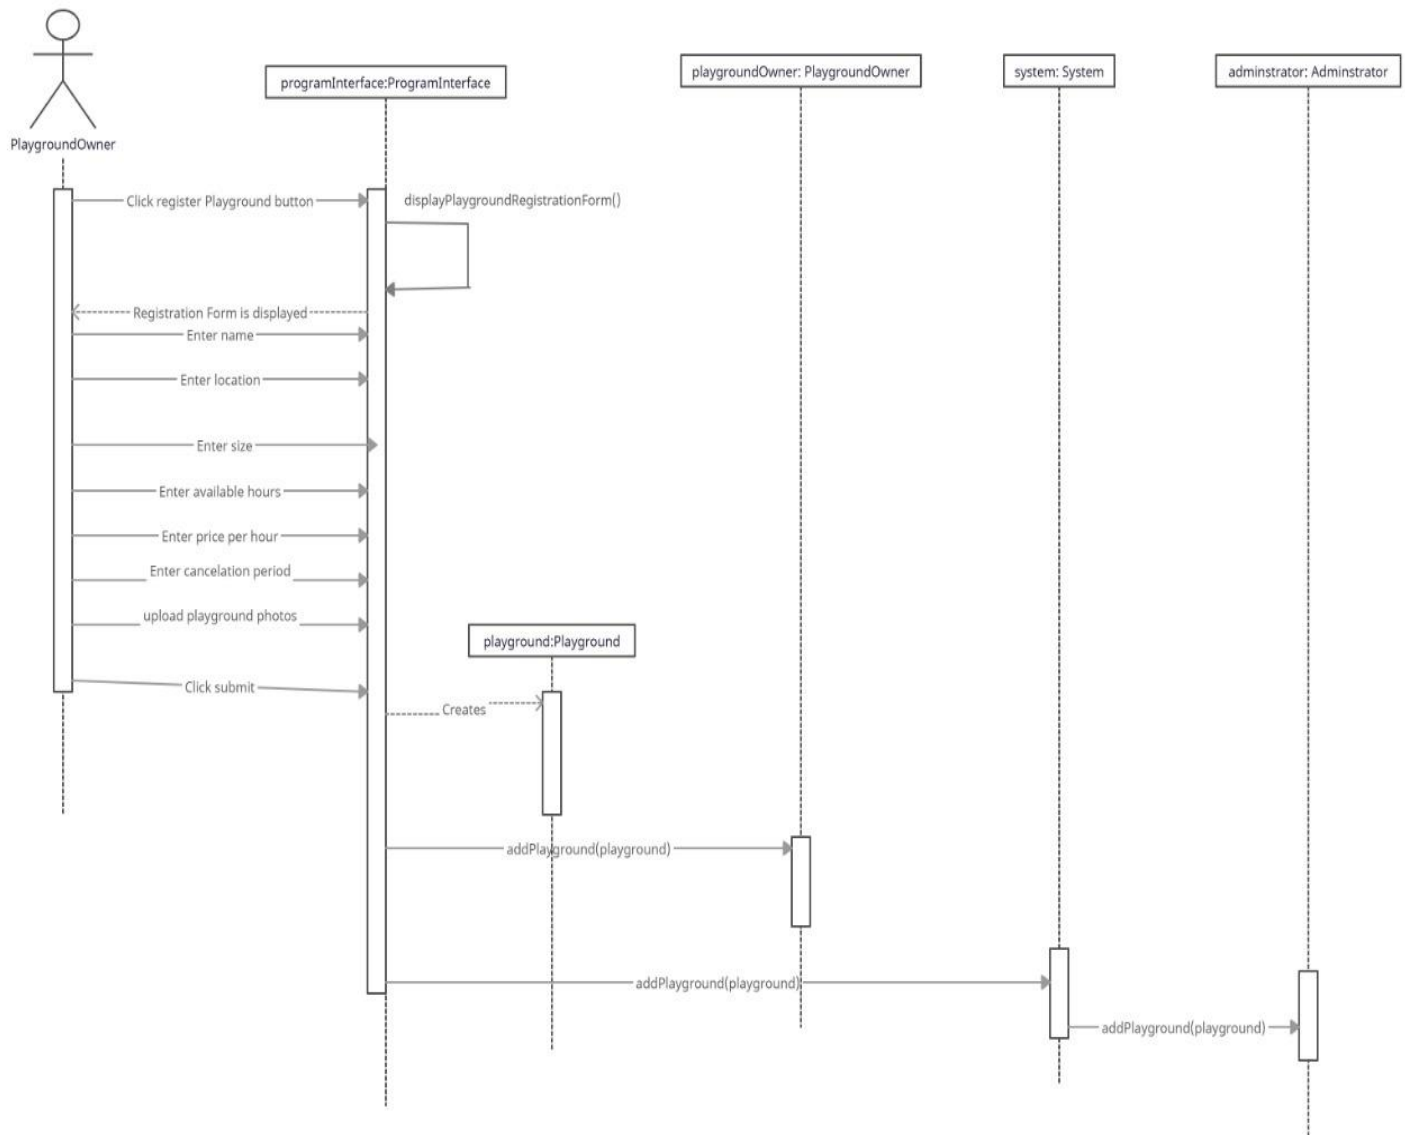 PlaygroundOwner
programInterface:ProgramInterface
playgroundOwner: PlaygroundOwner
system: System
adminstrator: Adminstrator
Click register Playground button
displayPlaygroundRegistrationForm()
Registration Form is displayed
Enter name
Enter location
Enter size
Enter available hours
Enter price per hour
Enter cancelation period
upload playground photos
playground:Playground
Click submit
Creates
addPlayground(playground)
addPlayground(playground)
addPlayground(playground)